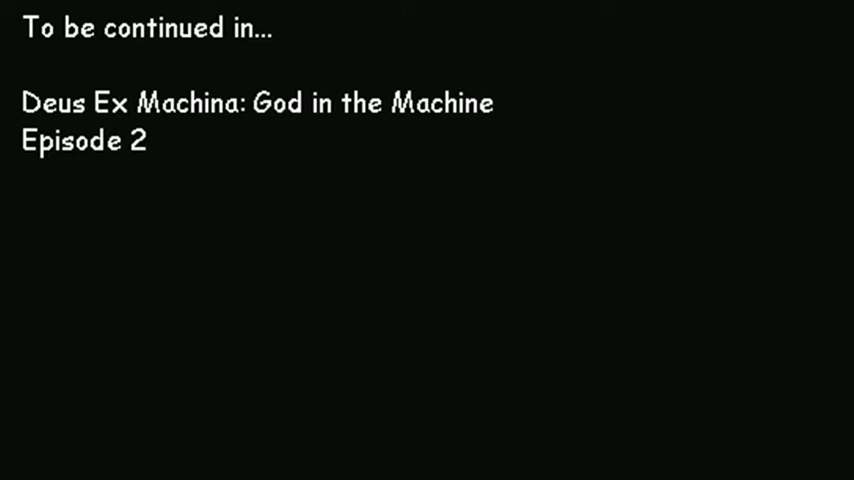 To be continued in...
Deus Ex Machina: God in the Machine
Episode 2